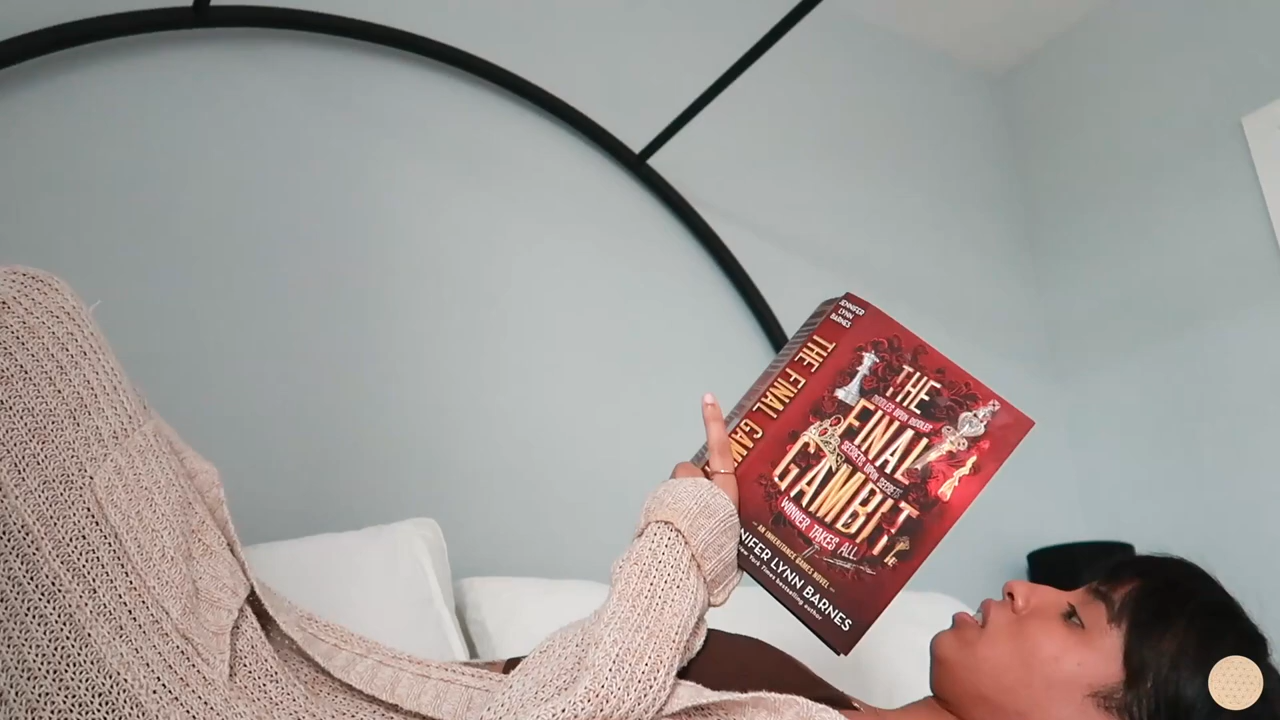 JENNIFER
LYNN
BARNES
THE FINAL GAM
THE
RIDDLES UPON RIDDLES
FINAL
SECRETS UPON SECRETS
GAMBIT
WINNER TAKES ALL
— AN INHERITANCE GAMES NOVEL —
NIFER LYNN BARNES
New York Times bestselling author